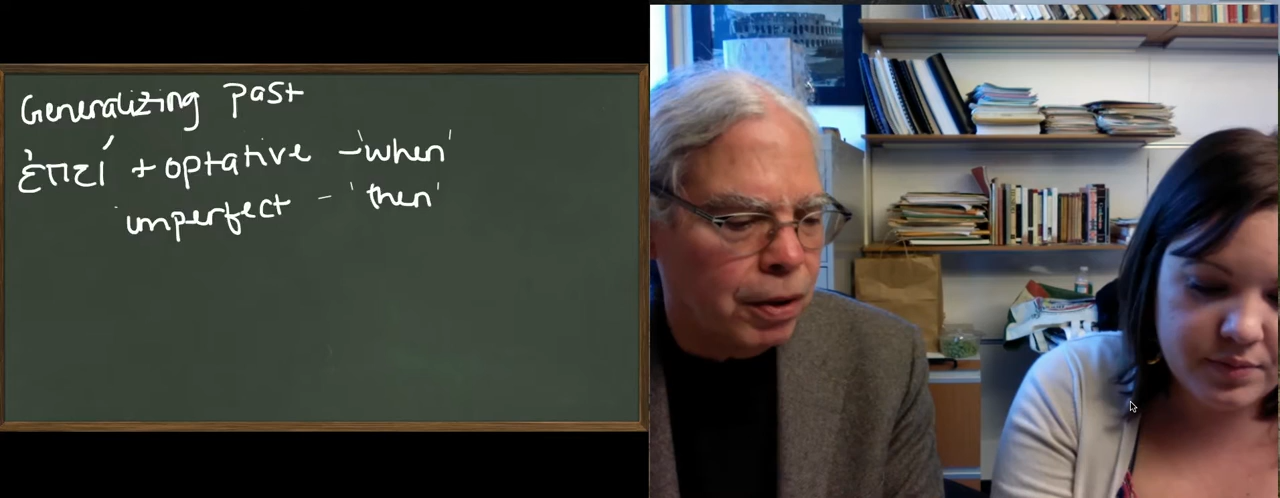 Generalizing Past
ἐπεί + optative – 'when'
imperfect – 'then'